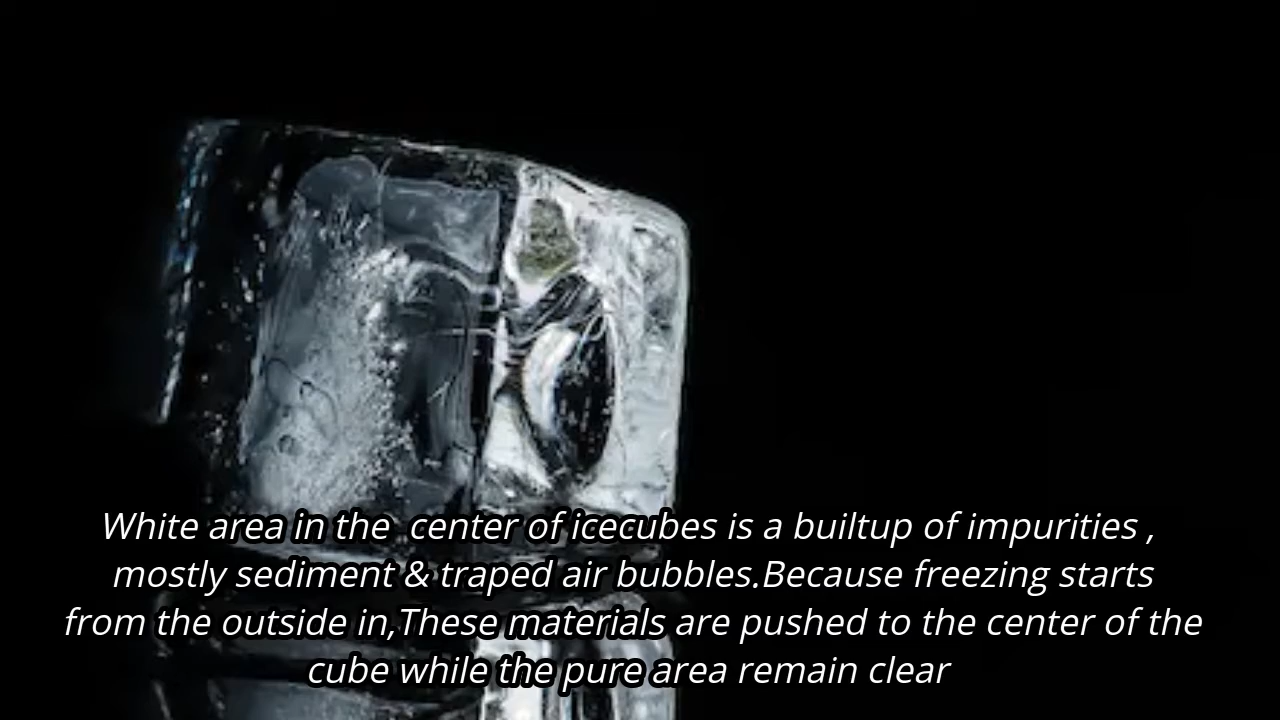 White area in the  center of icecubes is a builtup of impurities ,
mostly sediment & traped air bubbles.Because freezing starts
from the outside in,These materials are pushed to the center of the
cube while the pure area remain clear